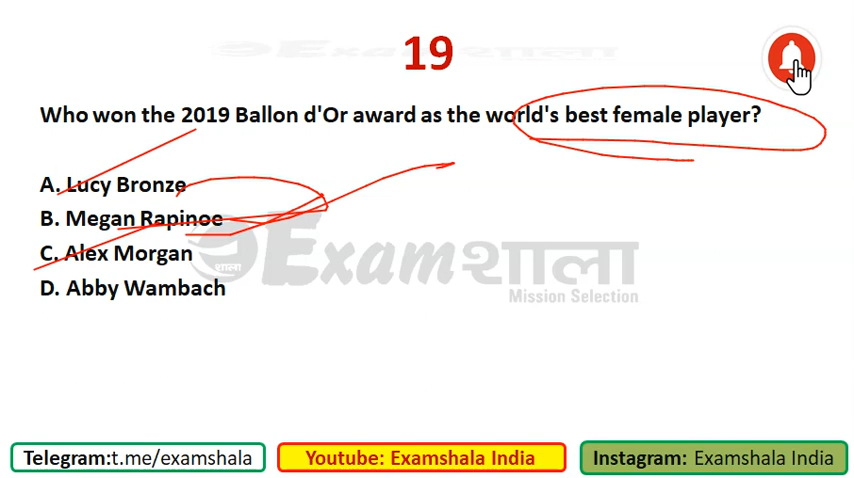 Examशाला
19
Who won the 2019 Ballon d'Or award as the world's best female player?
A. Lucy Bronze
B. Megan Rapinoe
C. Alex Morgan
D. Abby Wambach
शाला
Examशाला
Mission Selection
Telegram:t.me/examshala
Youtube: Examshala India
Instagram: Examshala India